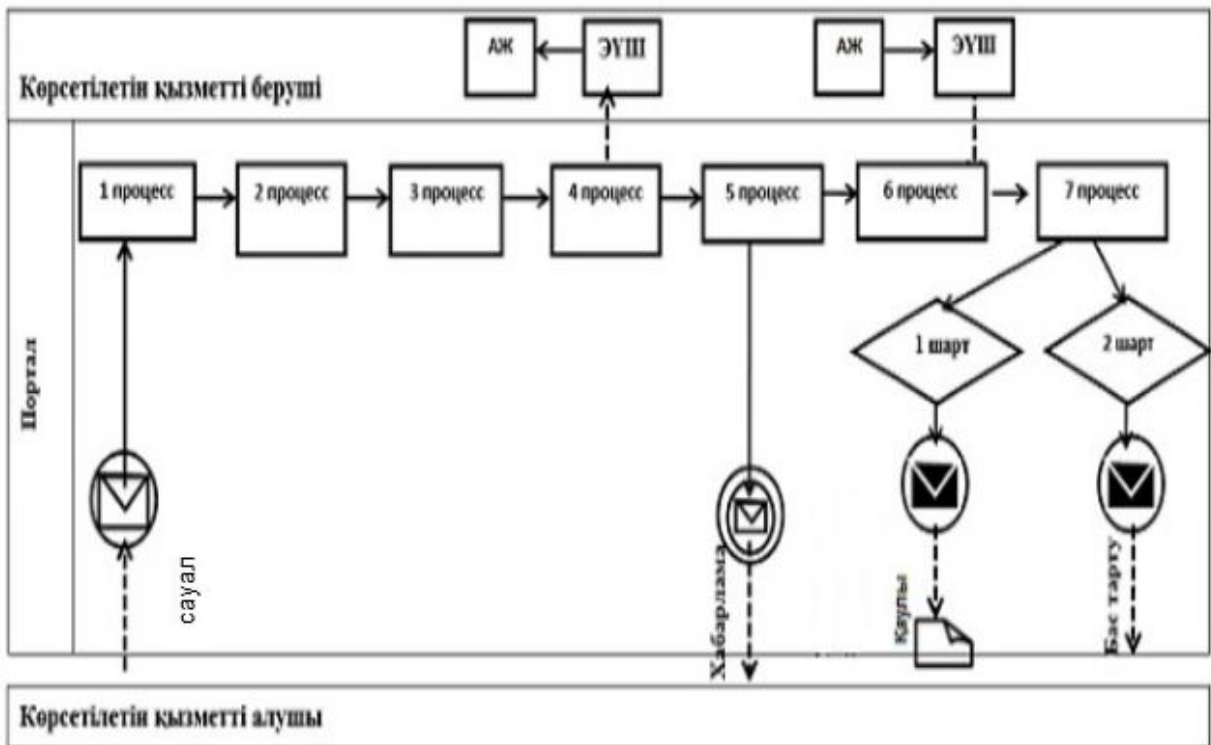 АЖ
ЭҮШ
АЖ
ЭҮШ
Көрсетілетін қызметті беруші
1 процесс
2 процесс
3 процесс
4 процесс
5 процесс
6 процесс
7 процесс
Портал
1 шарт
2 шарт
сауал
Хабарлама
Қаулы
Бас тарту
Көрсетілетін қызметті алушы